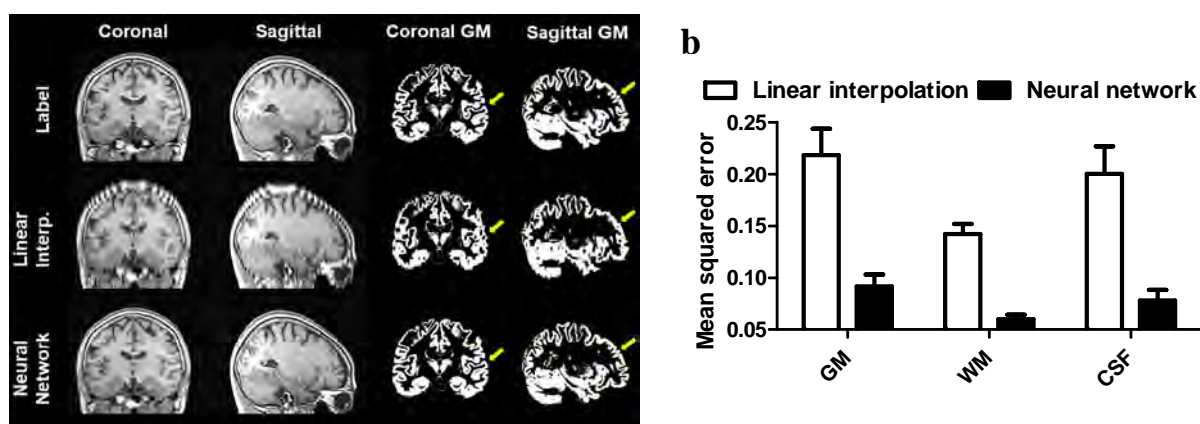 Coronal Sagittal Coronal GM Sagittal GM
Label
Linear
Interp.
Neural
Network
b
Linear interpolation Neural network
Mean squared error
0.25
0.20
0.15
0.10
0.05
GM WM CSF